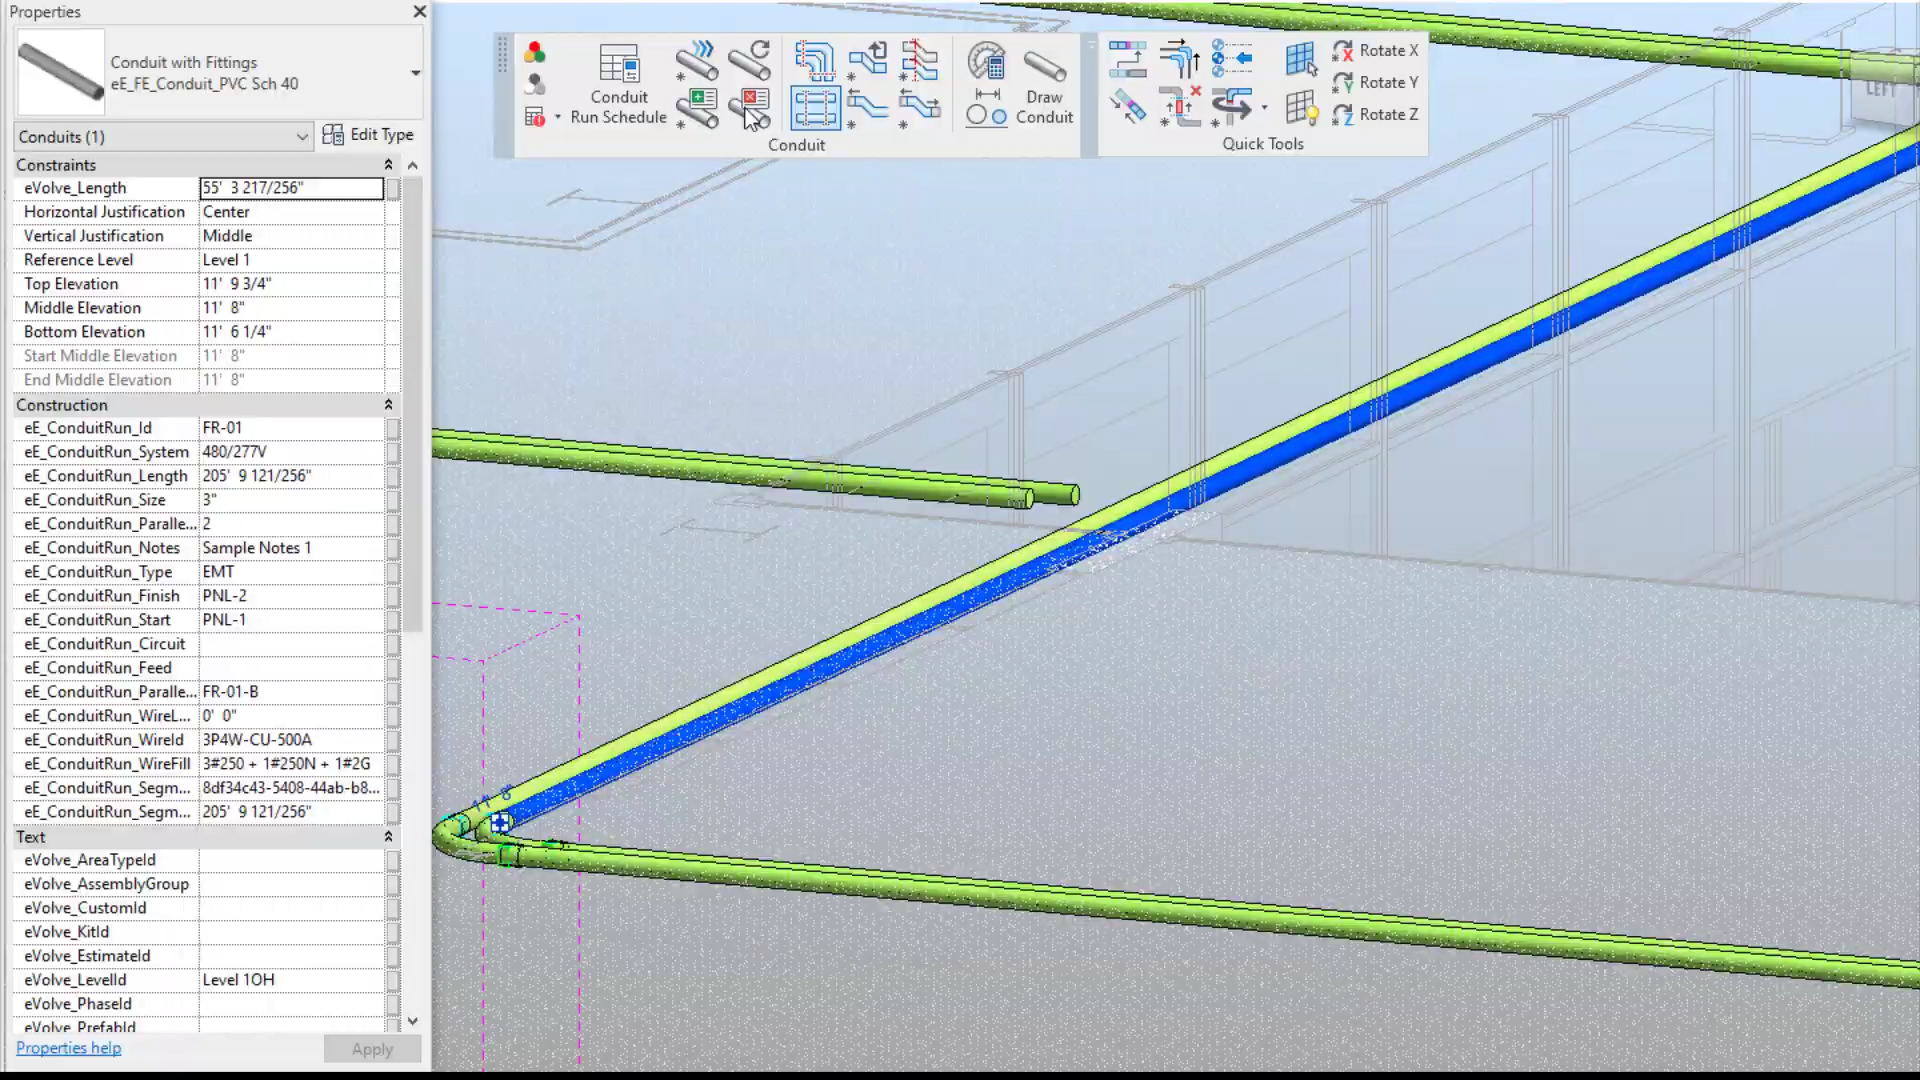 Properties
Conduit with Fittings
eE_FE_Conduit_PVC Sch 40
Conduits (1)
Edit Type
Constraints
eVolve_Length 55' 3 217/256"
Horizontal Justification Center
Vertical Justification Middle
Reference Level Level 1
Top Elevation 11' 9 3/4"
Middle Elevation 11' 8"
Bottom Elevation 11' 6 1/4"
Start Middle Elevation 11' 8"
End Middle Elevation 11' 8"
Construction
eE_ConduitRun_Id FR-01
eE_ConduitRun_System 480/277V
eE_ConduitRun_Length 205' 9 121/256"
eE_ConduitRun_Size 3"
eE_ConduitRun_Paralle... 2
eE_ConduitRun_Notes Sample Notes 1
eE_ConduitRun_Type EMT
eE_ConduitRun_Finish PNL-2
eE_ConduitRun_Start PNL-1
eE_ConduitRun_Circuit
eE_ConduitRun_Feed
eE_ConduitRun_Paralle... FR-01-B
eE_ConduitRun_WireL... 0' 0"
eE_ConduitRun_WireId 3P4W-CU-500A
eE_ConduitRun_WireFill 3#250 + 1#250N + 1#2G
eE_ConduitRun_Segm... 8df34c43-5408-44ab-b8...
eE_ConduitRun_Segm... 205' 9 121/256"
Text
eVolve_AreaTypeId
eVolve_AssemblyGroup
eVolve_CustomId
eVolve_KitId
eVolve_EstimateId
eVolve_LevelId Level 1OH
eVolve_PhaseId
eVolve_PrefabId
Properties help
Apply
Conduit
Run Schedule
Draw
Conduit
Conduit
Rotate X
Rotate Y
Rotate Z
Quick Tools
LEFT